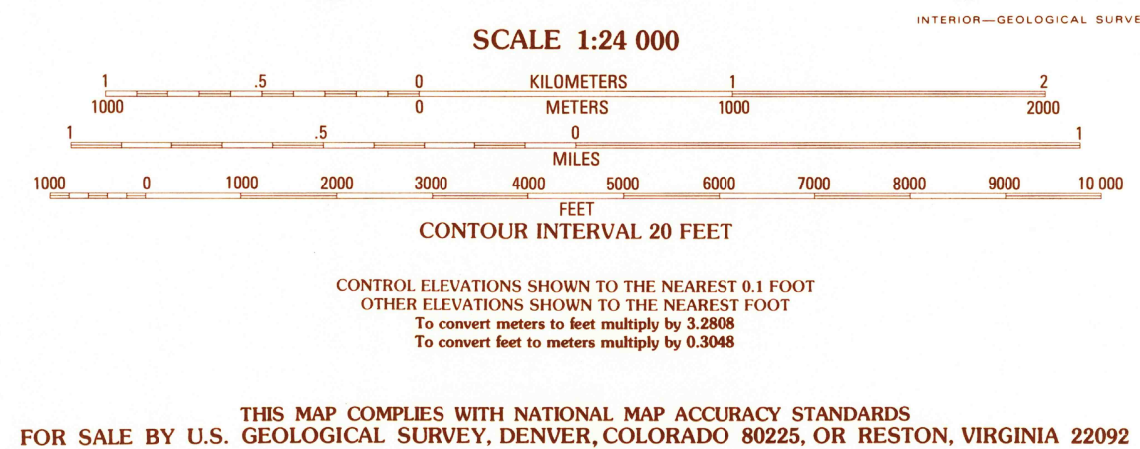 INTERIOR—GEOLOGICAL SURVE
SCALE 1:24 000
1 .5 0 KILOMETERS 1 2
1000 0 METERS 1000 2000
1 .5 0 1
MILES
1000 0 1000 2000 3000 4000 5000 6000 7000 8000 9000 10 000
FEET
CONTOUR INTERVAL 20 FEET
CONTROL ELEVATIONS SHOWN TO THE NEAREST 0.1 FOOT
OTHER ELEVATIONS SHOWN TO THE NEAREST FOOT
To convert meters to feet multiply by 3.2808
To convert feet to meters multiply by 0.3048
THIS MAP COMPLIES WITH NATIONAL MAP ACCURACY STANDARDS
FOR SALE BY U.S. GEOLOGICAL SURVEY, DENVER, COLORADO 80225, OR RESTON, VIRGINIA 22092